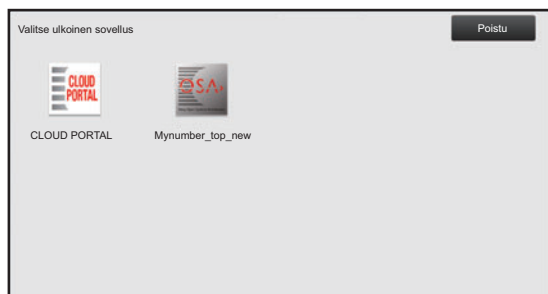 Valitse ulkoinen sovellus
Poistu
CLOUD
PORTAL
OSA
CLOUD PORTAL
Mynumber_top_new